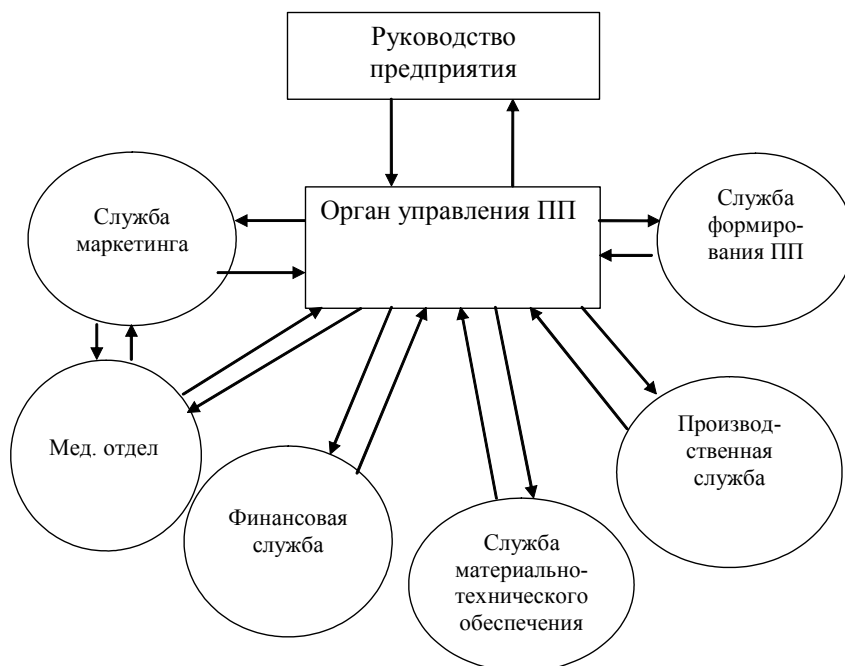 Руководство
предприятия
Орган управления ПП
Служба
маркетинга
Служба
формиро-
вания ПП
Мед. отдел
Финансовая
служба
Служба
материально-
технического
обеспечения
Производ-
ственная
служба